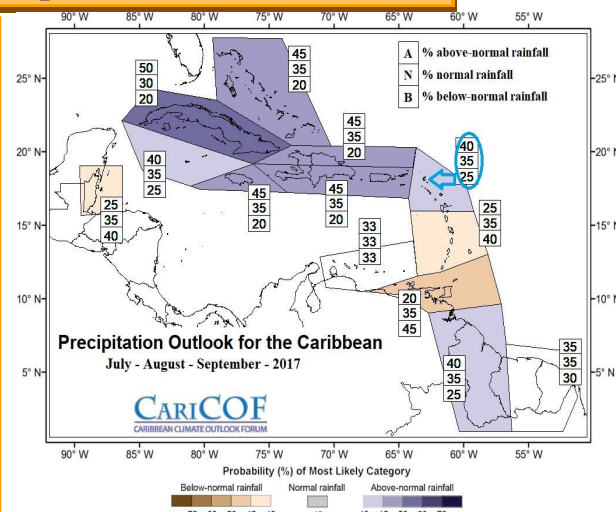 90° W 85° W 80° W 75° W 70° W 65° W 60° W 55° W
A % above-normal rainfall
N % normal rainfall
B % below-normal rainfall
25° N
25° N
20° N
20° N
15° N
15° N
10° N
10° N
5° N
5° N
50
30
20
45
35
20
45
35
20
40
35
25
40
35
25
45
35
20
45
35
20
25
35
40
25
35
40
33
33
33
20
35
45
40
35
25
35
35
30
Precipitation Outlook for the Caribbean
July - August - September - 2017
CARICOF
CARIBBEAN CLIMATE OUTLOOK FORUM
90° W 85° W 80° W 75° W 70° W 65° W 60° W 55° W
Probability (%) of Most Likely Category
Below-normal rainfall Normal rainfall Above-normal rainfall